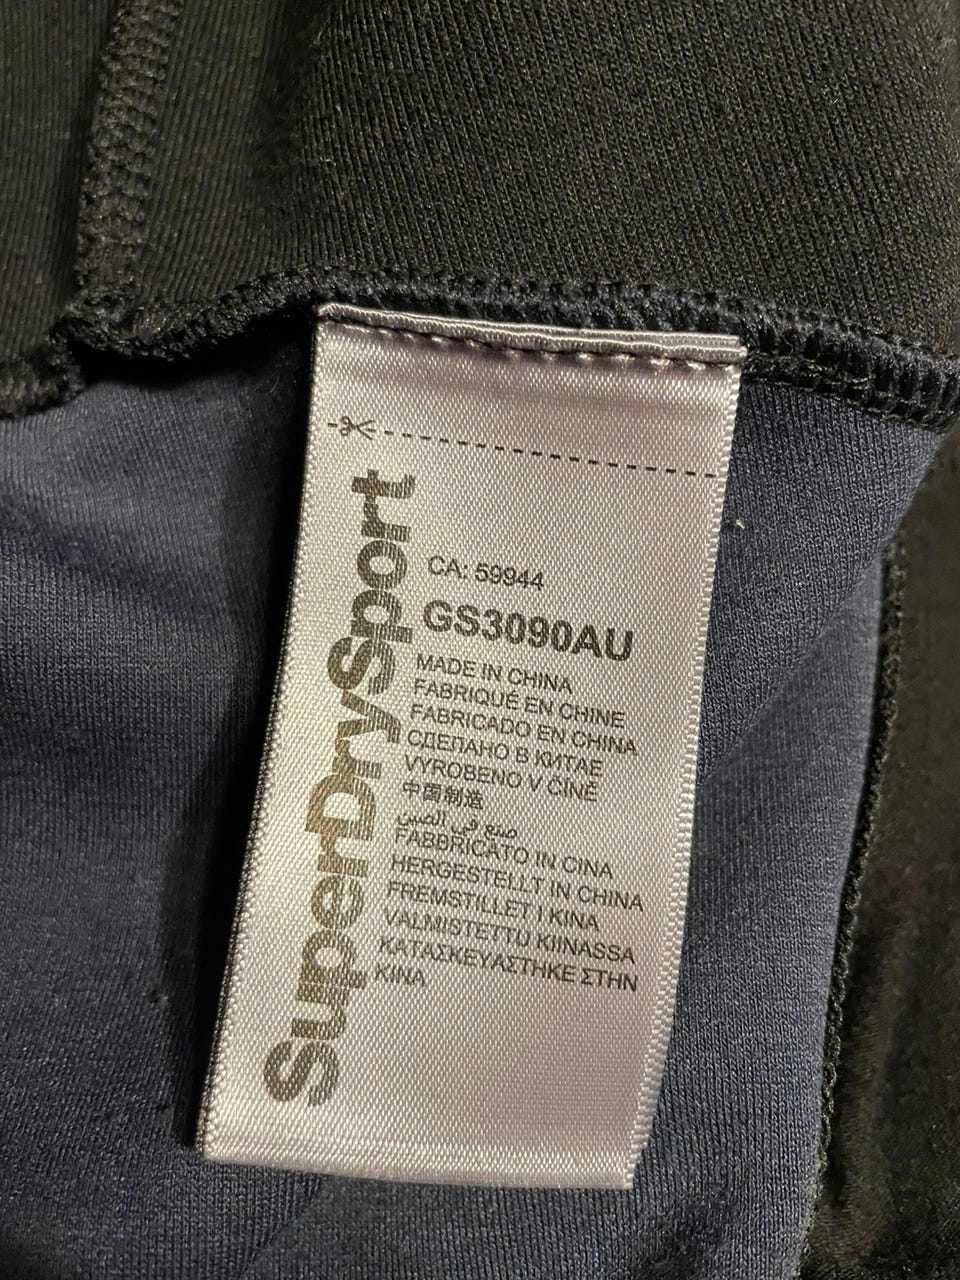 SuperDrySport
CA: 59944
GS3090AU
MADE IN CHINA
FABRIQUÉ EN CHINE
FABRICADO EN CHINA
СДЕЛАНО В КИТАЕ
VYROBENO V ČÍNĚ
中国制造
صنع في الصين
FABBRICATO IN CINA
HERGESTELLT IN CHINA
FREMSTILLET I KINA
VALMISTETTU KIINASSA
ΚΑΤΑΣΚΕΥΑΣΤΗΚΕ ΣΤΗΝ
ΚΙΝΑ